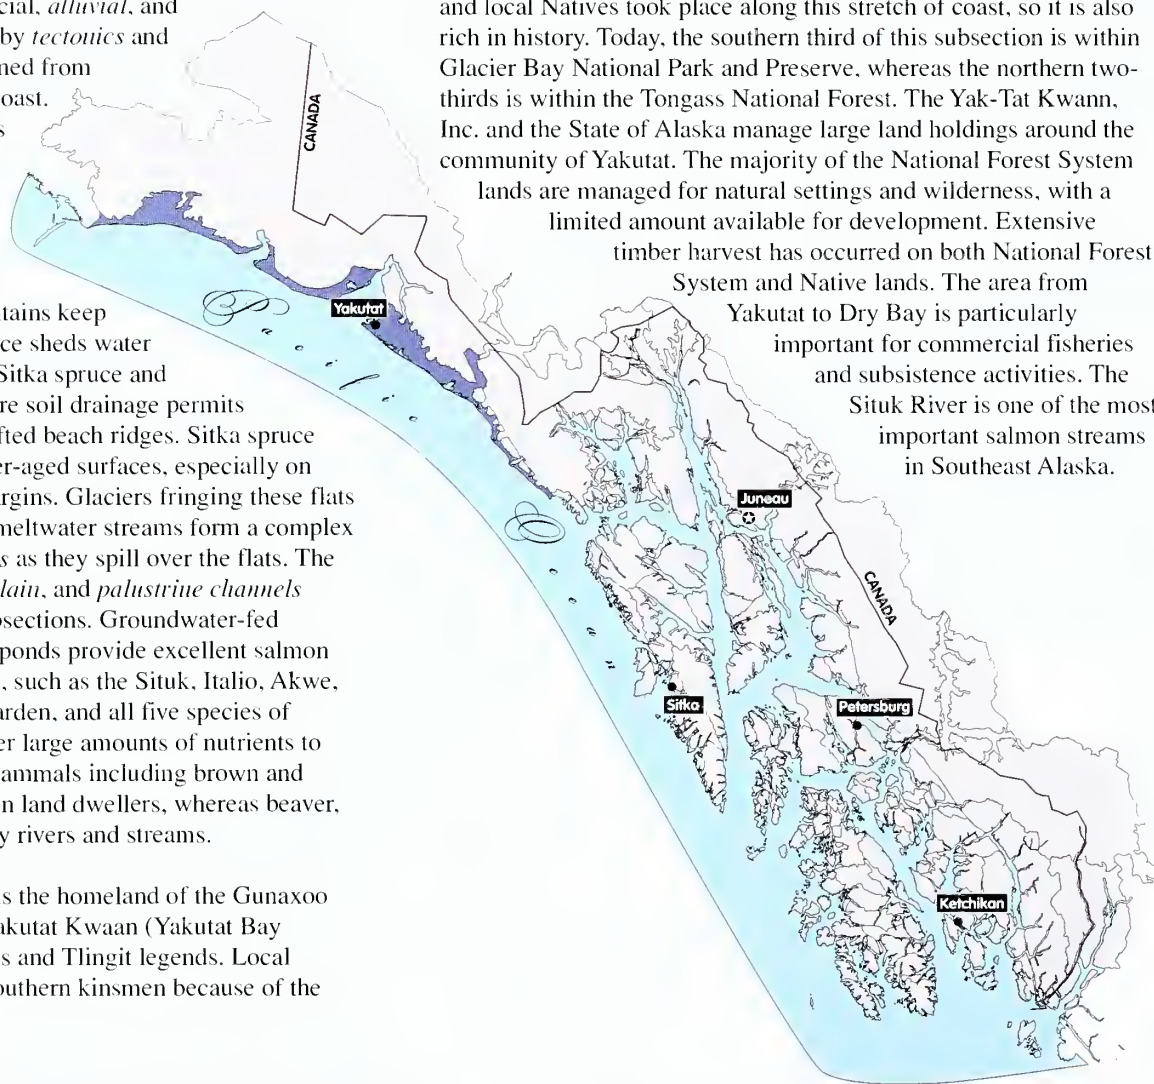 cial, alluvial, and
by tectonics and
ned from
oast.
s
tains keep
ce sheds water
Sitka spruce and
re soil drainage permits
fted beach ridges. Sitka spruce
er-aged surfaces, especially on
rgins. Glaciers fringing these flats
meltwater streams form a complex
s as they spill over the flats. The
lain, and palustrine channels
bsections. Groundwater-fed
ponds provide excellent salmon
, such as the Situk, Italio, Akwe,
arden, and all five species of
er large amounts of nutrients to
ammals including brown and
n land dwellers, whereas beaver,
y rivers and streams.
is the homeland of the Gunaxoo
akutat Kwaan (Yakutat Bay
s and Tlingit legends. Local
outhern kinsmen because of the
and local Natives took place along this stretch of coast, so it is also
rich in history. Today, the southern third of this subsection is within
Glacier Bay National Park and Preserve, whereas the northern two-
thirds is within the Tongass National Forest. The Yak-Tat Kwann,
Inc. and the State of Alaska manage large land holdings around the
community of Yakutat. The majority of the National Forest System
lands are managed for natural settings and wilderness, with a
limited amount available for development. Extensive
timber harvest has occurred on both National Forest
System and Native lands. The area from
Yakutat to Dry Bay is particularly
important for commercial fisheries
and subsistence activities. The
Situk River is one of the most
important salmon streams
in Southeast Alaska.
CANADA
Yakutat
Pacific
Ocean
Juneau
CANADA
Sitka
Petersburg
Ketchikan